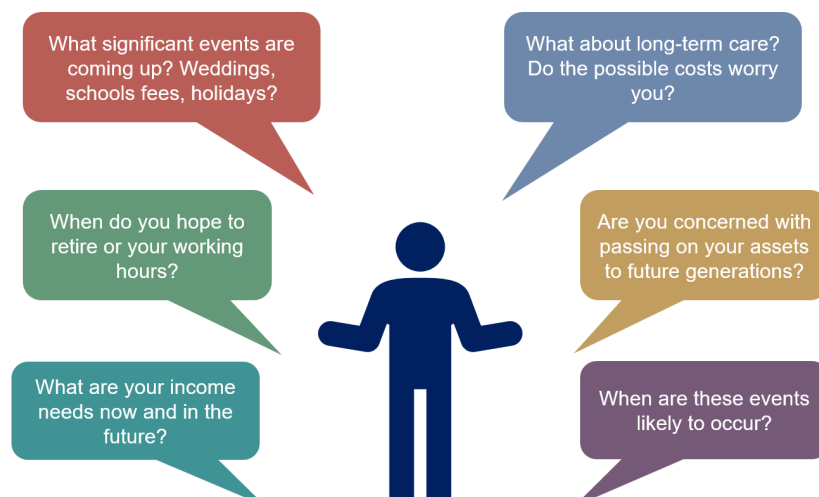 What significant events are
coming up? Weddings,
schools fees, holidays?
What about long-term care?
Do the possible costs worry
you?
When do you hope to
retire or your working
hours?
Are you concerned with
passing on your assets
to future generations?
What are your income
needs now and in the
future?
When are these events
likely to occur?